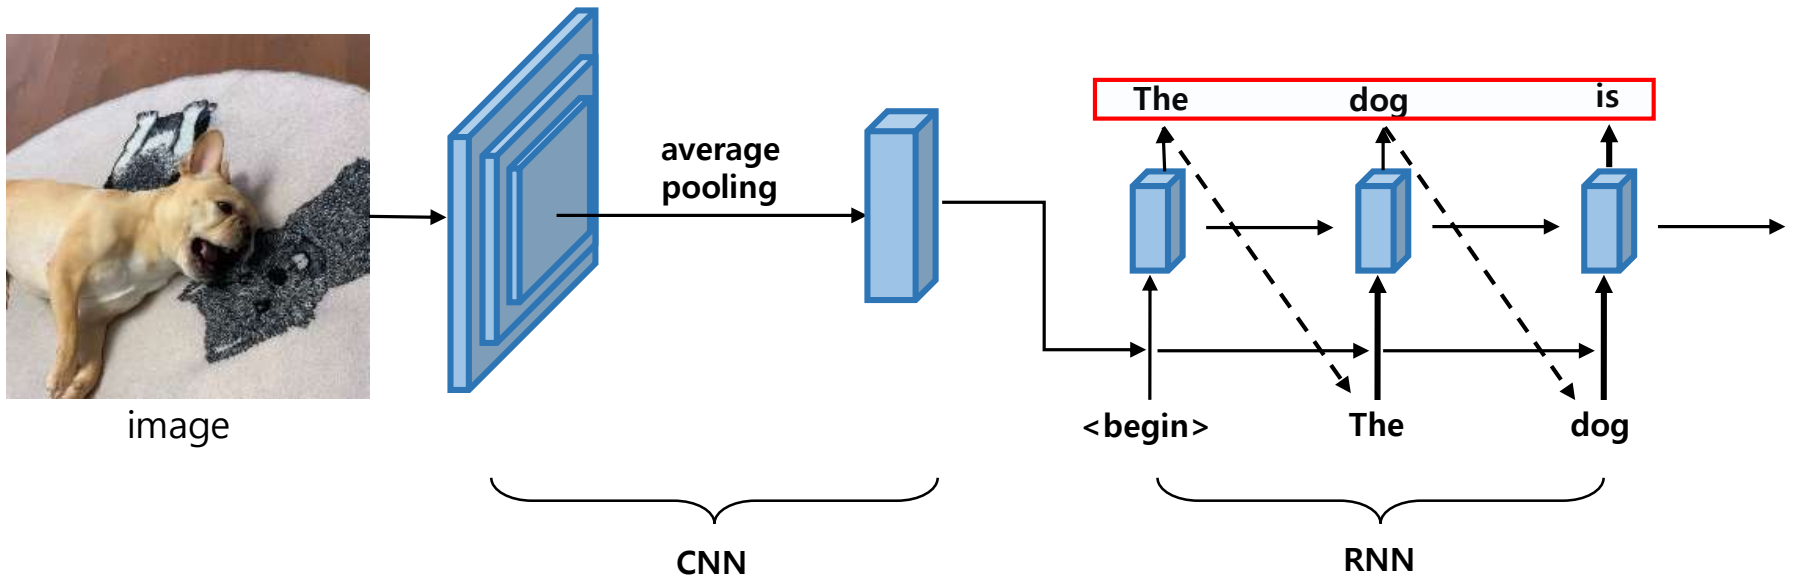 image
average
pooling
CNN
The dog is
<begin> The dog
RNN